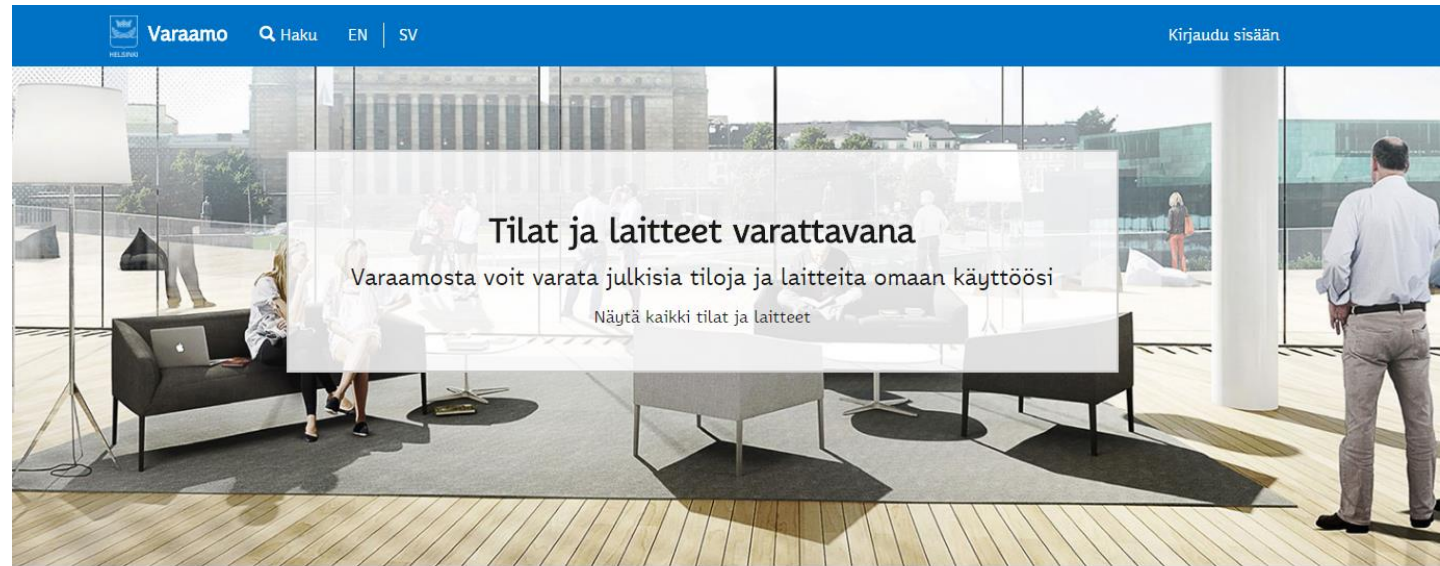 HELSINKI
Varaamo
Haku
EN | SV
Kirjaudu sisään
Tilat ja laitteet varattavana
Varaamosta voit varata julkisia tiloja ja laitteita omaan käyttöösi
Näytä kaikki tilat ja laitteet